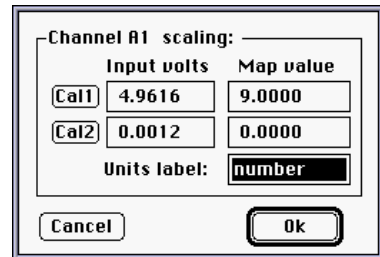 Channel A1 scaling:
Input volts Map value
Cal1 4.9616 9.0000
Cal2 0.0012 0.0000
Units label: number
Cancel Ok